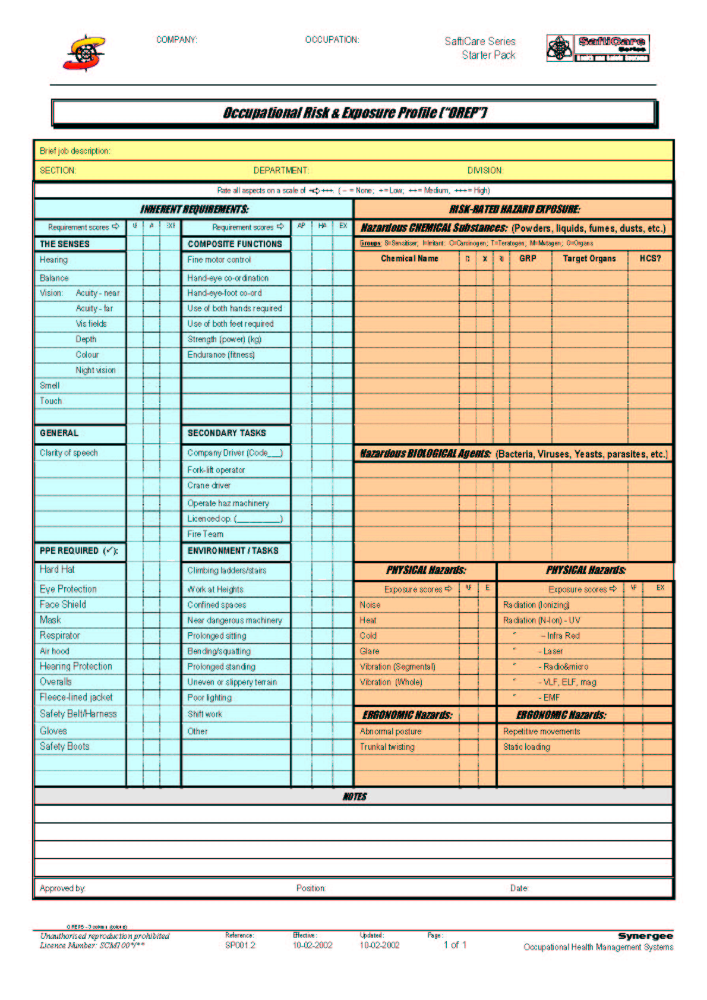 COMPANY:
OCCUPATION:
SaftiCare Series
Starter Pack
SaftiCare
Series
Occupational Risk & Exposure Profile ("OREP")
Brief job description:
SECTION: DEPARTMENT: DIVISION:
Rate all aspects on a scale of -⇨+++. ( – = None; += Low; ++= Medium, +++= High)
INHERENT REQUIREMENTS:
Requirement scores ⇨ A EXF
THE SENSES
Hearing
Balance
Vision: Acuity - near
Acuity - far
Vis fields
Depth
Colour
Night vision
Smell
Touch
GENERAL
Clarity of speech
PPE REQUIRED (✓):
Hard Hat
Eye Protection
Face Shield
Mask
Respirator
Air hood
Hearing Protection
Overalls
Fleece-lined jacket
Safety Belt/Harness
Gloves
Safety Boots
Requirement scores ⇨ AP HA EX
COMPOSITE FUNCTIONS
Fine motor control
Hand-eye co-ordination
Hand-eye-foot co-ord
Use of both hands required
Use of both feet required
Strength (power) (kg)
Endurance (fitness)
SECONDARY TASKS
Company Driver (Code___)
Fork-lift operator
Crane driver
Operate haz machinery
Licenced op. (__________)
Fire Team
ENVIRONMENT / TASKS
Climbing ladders/stairs
Work at Heights
Confined spaces
Near dangerous machinery
Prolonged sitting
Bending/squatting
Prolonged standing
Uneven or slippery terrain
Poor lighting
Shift work
Other
RISK-RATED HAZARD EXPOSURE:
Hazardous CHEMICAL Substances: (Powders, liquids, fumes, dusts, etc.)
Groups: S=Sensitiser; I=Irritant: C=Carcinogen; T=Teratogen; M=Mutagen; O=Organs
Chemical Name X RI GRP Target Organs HCS?
Hazardous BIOLOGICAL Agents: (Bacteria, Viruses, Yeasts, parasites, etc.)
PHYSICAL Hazards:
Exposure scores ⇨ E
Noise
Heat
Cold
Glare
Vibration (Segmental)
Vibration (Whole)
ERGONOMIC Hazards:
Abnormal posture
Trunkal twisting
PHYSICAL Hazards:
Exposure scores ⇨ EX
Radiation (Ionizing)
Radiation (N-Ion) - UV
" – Infra Red
" - Laser
" - Radio&micro
" - VLF, ELF, mag
" - EMF
ERGONOMIC Hazards:
Repetitive movements
Static loading
NOTES
Approved by: Position: Date:
Unauthorised reproduction prohibited
Licence Number: SCM100*/**
Reference:
SP001.2
Effective:
10-02-2002
Updated:
10-02-2002
Page:
1 of 1
Synergee
Occupational Health Management Systems